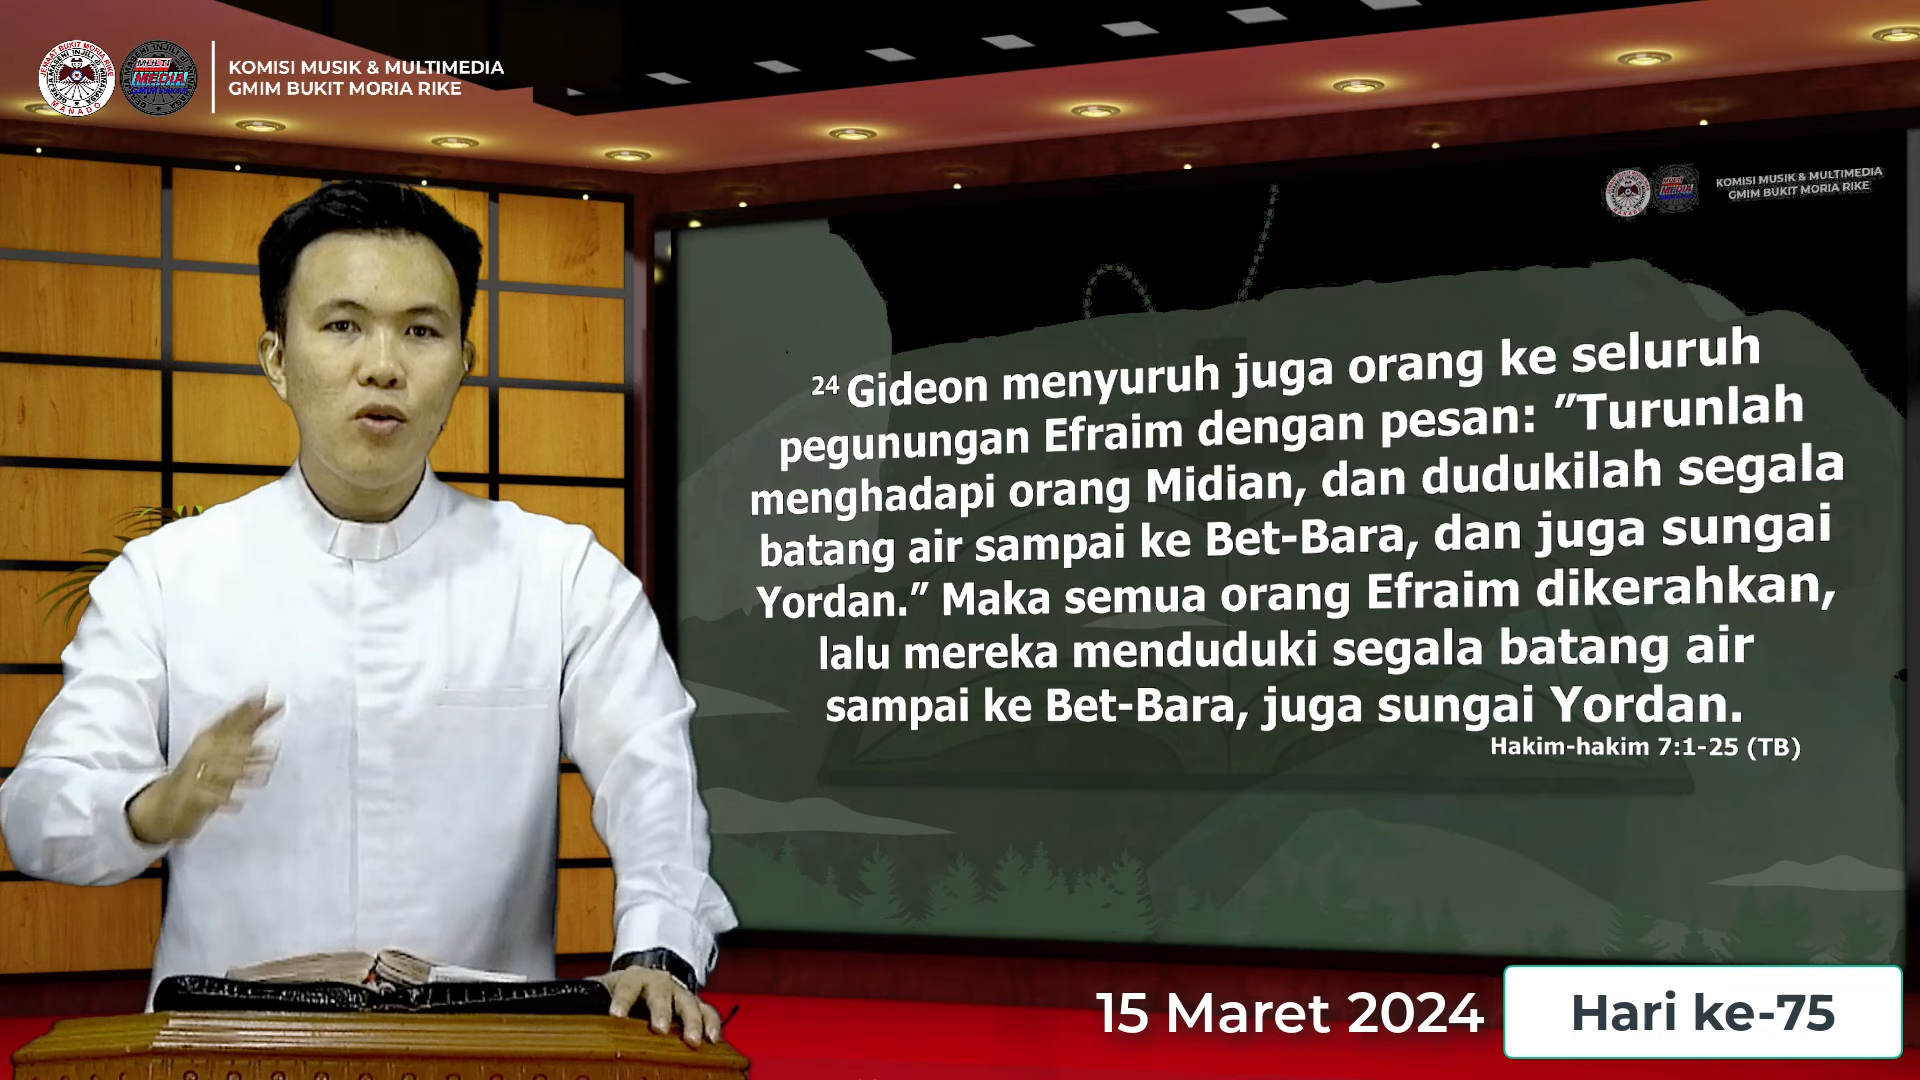 KOMISI MUSIK & MULTIMEDIA
GMIM BUKIT MORIA RIKE
MULTI
MEDIA
MANADO
KOMISI MUSIK & MULTIMEDIA
GMIM BUKIT MORIA RIKE
24 Gideon menyuruh juga orang ke seluruh
pegunungan Efraim dengan pesan: ”Turunlah
menghadapi orang Midian, dan dudukilah segala
batang air sampai ke Bet-Bara, dan juga sungai
Yordan.” Maka semua orang Efraim dikerahkan,
lalu mereka menduduki segala batang air
sampai ke Bet-Bara, juga sungai Yordan.
Hakim-hakim 7:1-25 (TB)
15 Maret 2024
Hari ke-75